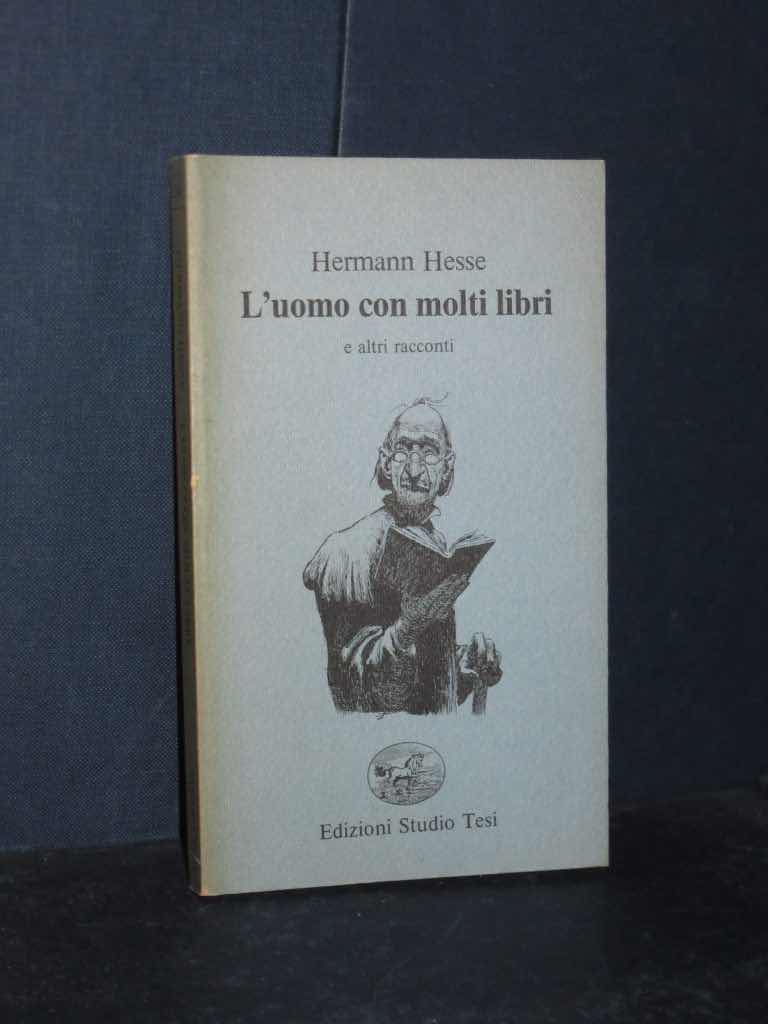 Hermann Hesse
L'uomo con molti libri
e altri racconti
Edizioni Studio Tesi